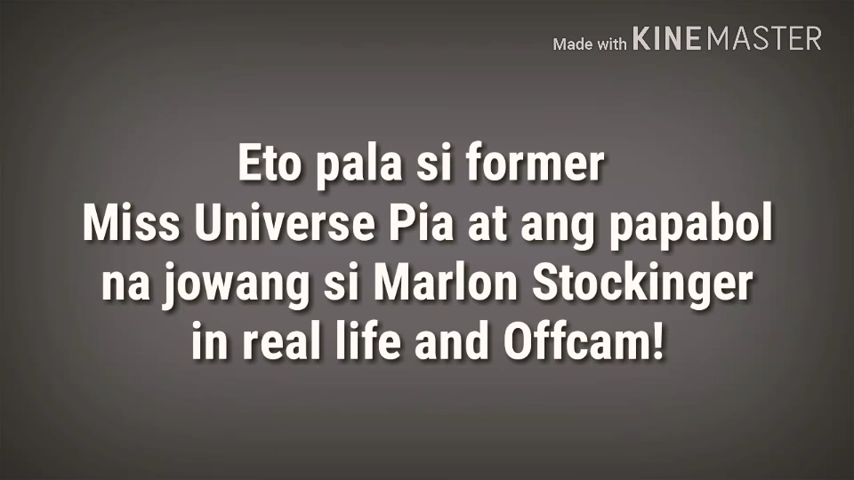 Made with KINEMASTER
Eto pala si former
Miss Universe Pia at ang papabol
na jowang si Marlon Stockinger
in real life and Offcam!